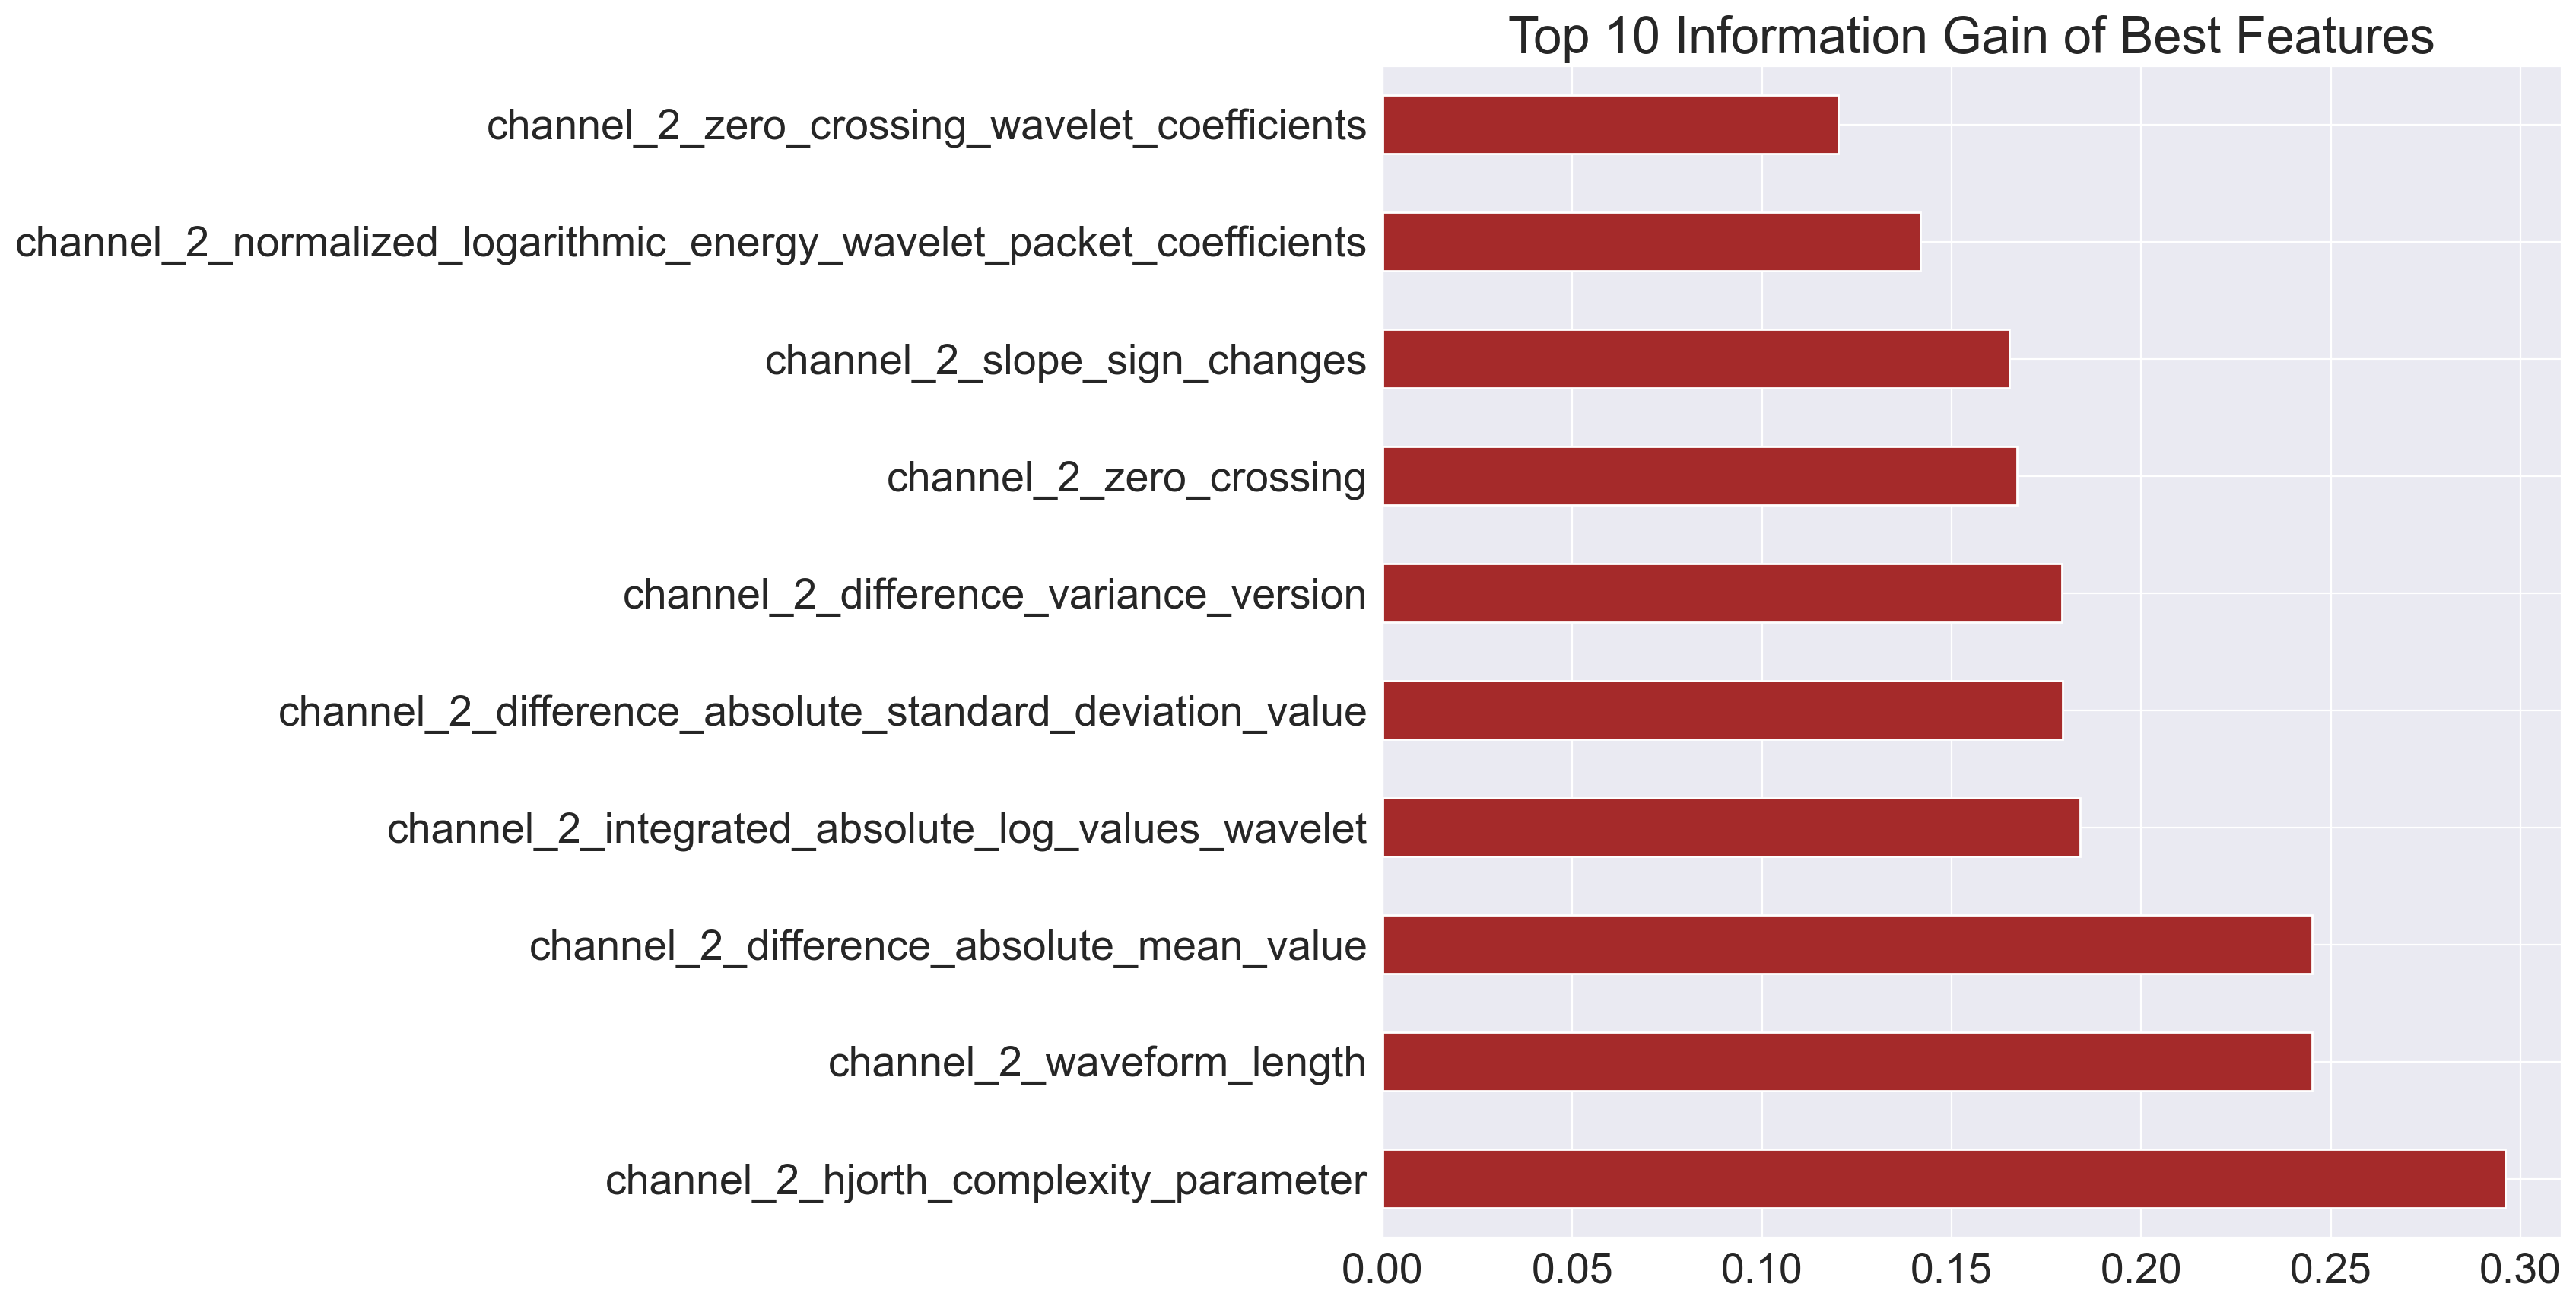 Top 10 Information Gain of Best Features
channel_2_zero_crossing_wavelet_coefficients
channel_2_normalized_logarithmic_energy_wavelet_packet_coefficients
channel_2_slope_sign_changes
channel_2_zero_crossing
channel_2_difference_variance_version
channel_2_difference_absolute_standard_deviation_value
channel_2_integrated_absolute_log_values_wavelet
channel_2_difference_absolute_mean_value
channel_2_waveform_length
channel_2_hjorth_complexity_parameter
0.00 0.05 0.10 0.15 0.20 0.25 0.30